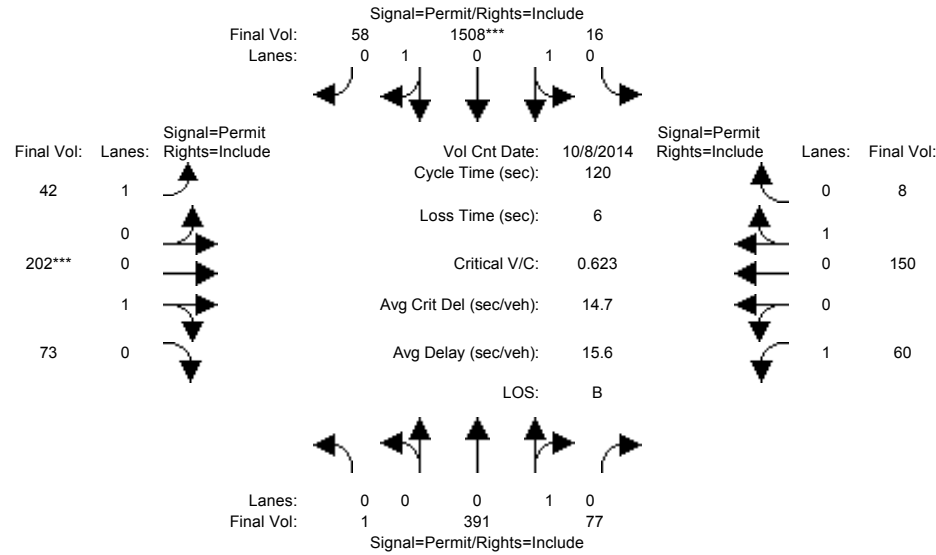 Signal=Permit/Rights=Include
Final Vol: 58 1508*** 16
Lanes: 0 1 0 1 0
Signal=Permit Signal=Permit
Final Vol: Lanes: Rights=Include Vol Cnt Date: 10/8/2014 Rights=Include Lanes: Final Vol:
42 1 Cycle Time (sec): 120 0 8
0 Loss Time (sec): 6 1
202*** 0 Critical V/C: 0.623 0 150
1 Avg Crit Del (sec/veh): 14.7 0
73 0 Avg Delay (sec/veh): 15.6 1 60
LOS: B
Lanes: 0 0 0 1 0
Final Vol: 1 391 77
Signal=Permit/Rights=Include